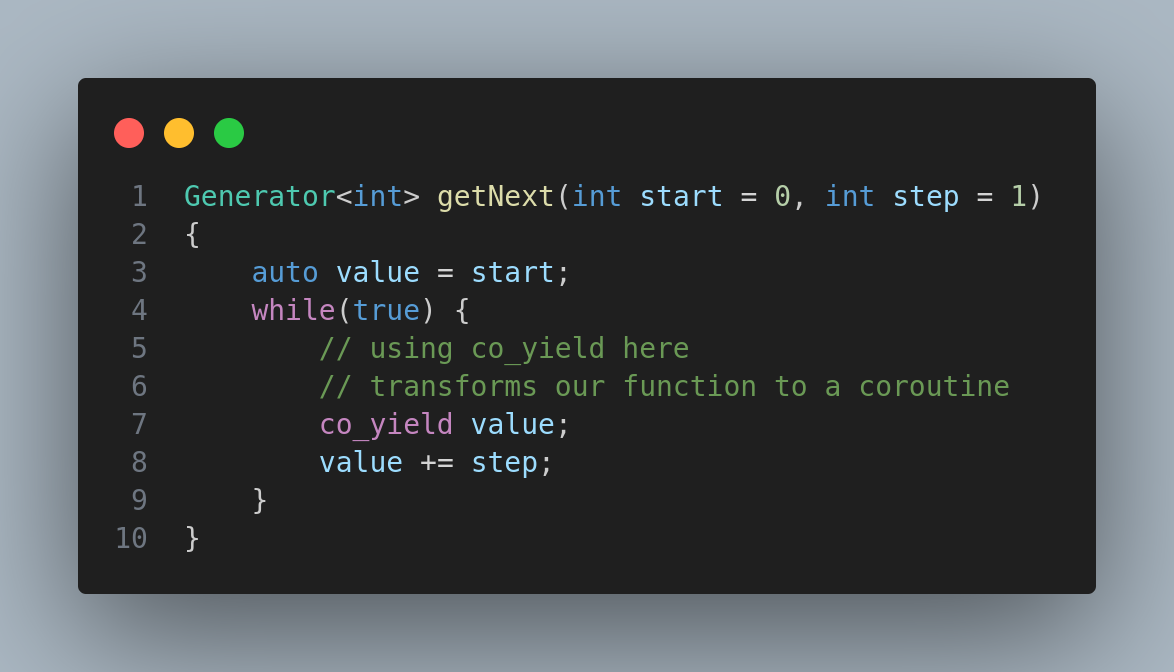 1 Generator<int> getNext(int start = 0, int step = 1)
2 {
3     auto value = start;
4     while(true) {
5         // using co_yield here
6         // transforms our function to a coroutine
7         co_yield value;
8         value += step;
9     }
10 }